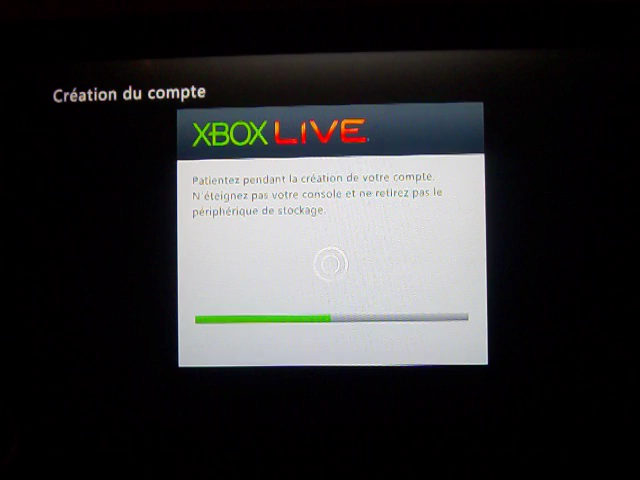 Création du compte
XBOX LIVE
Patientez pendant la création de votre compte.
N'éteignez pas votre console et ne retirez pas le
périphérique de stockage.